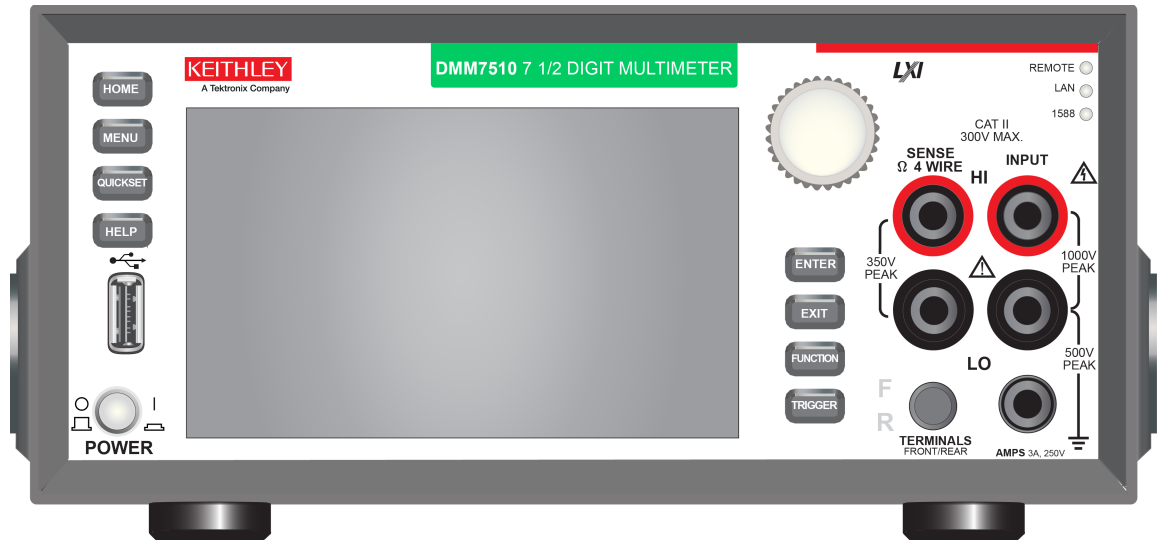 KEITHLEY
A Tektronix Company
DMM7510 7 1/2 DIGIT MULTIMETER
LXI
REMOTE
LAN
1588
HOME
MENU
QUICKSET
HELP
POWER
CAT II
300V MAX.
SENSE
Ω 4 WIRE
INPUT
HI
350V
PEAK
1000V
PEAK
ENTER
EXIT
FUNCTION
TRIGGER
LO
500V
PEAK
F
R
TERMINALS
FRONT/REAR
AMPS 3A, 250V